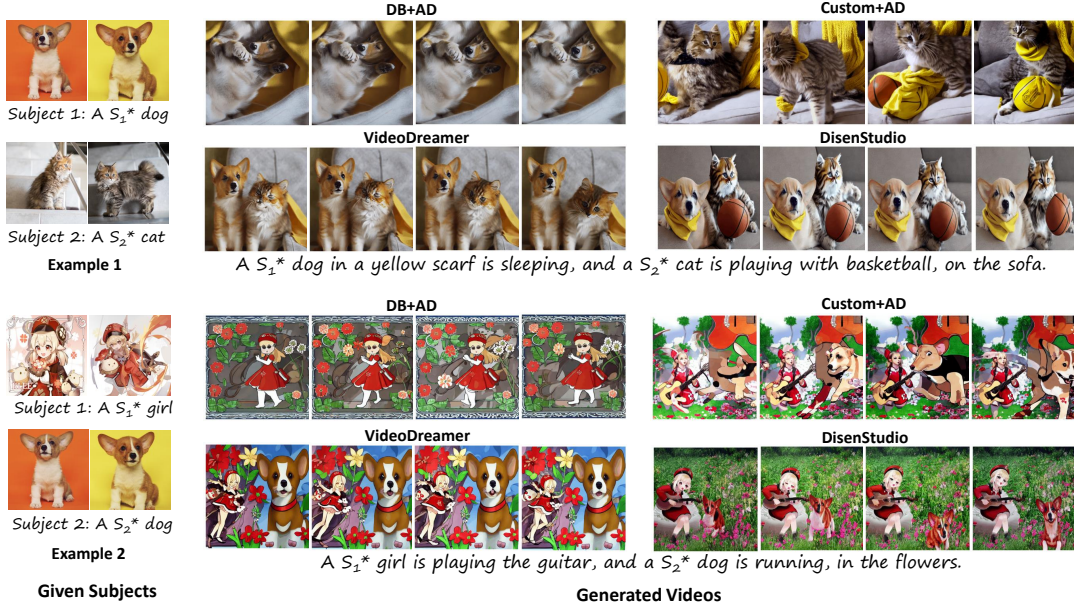 DB+AD
Custom+AD
Subject 1: A S₁* dog
VideoDreamer
DisenStudio
Subject 2: A S₂* cat
Example 1
A S₁* dog in a yellow scarf is sleeping, and a S₂* cat is playing with basketball, on the sofa.
DB+AD
Custom+AD
Subject 1: A S₁* girl
VideoDreamer
DisenStudio
Subject 2: A S₂* dog
Example 2
A S₁* girl is playing the guitar, and a S₂* dog is running, in the flowers.
Given Subjects
Generated Videos